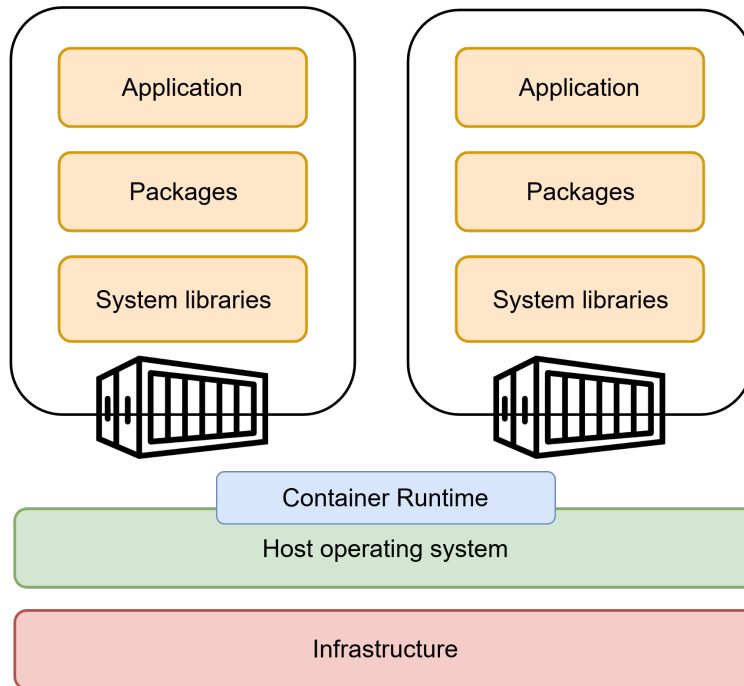 Application
Packages
System libraries
Application
Packages
System libraries
Container Runtime
Host operating system
Infrastructure